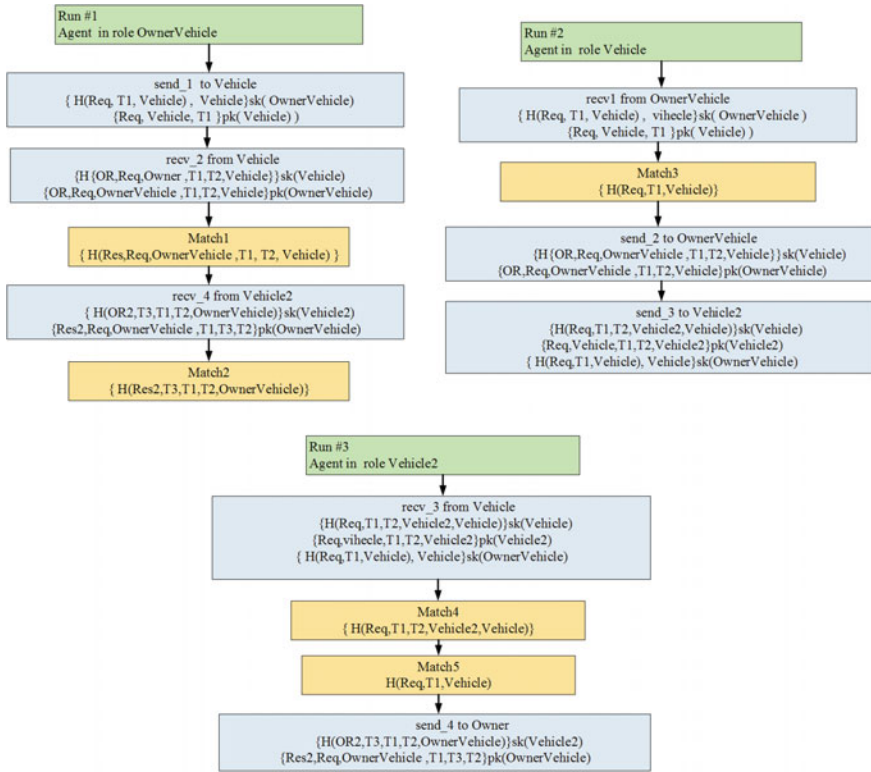 Run #1
Agent in role OwnerVehicle
send_1 to Vehicle
{ H(Req, T1, Vehicle) , Vehicle}sk( OwnerVehicle)
{Req, Vehicle, T1 }pk( Vehicle) )
recv_2 from Vehicle
{H{OR,Req,Owner ,T1,T2,Vehicle}}sk(Vehicle)
{OR,Req,OwnerVehicle ,T1,T2,Vehicle}pk(OwnerVehicle)
Match1
{ H(Res,Req,OwnerVehicle ,T1, T2, Vehicle) }
recv_4 from Vehicle2
{ H(OR2,T3,T1,T2,OwnerVehicle)}sk(Vehicle2)
{Res2,Req,OwnerVehicle ,T1,T3,T2}pk(OwnerVehicle)
Match2
{ H(Res2,T3,T1,T2,OwnerVehicle)}
Run #2
Agent in role Vehicle
recv1 from OwnerVehicle
{ H(Req, T1, Vehicle) , vihecle}sk( OwnerVehicle )
{Req, Vehicle, T1 }pk( Vehicle) )
Match3
{ H(Req,T1,Vehicle)}
send_2 to OwnerVehicle
{H{OR,Req,OwnerVehicle ,T1,T2,Vehicle}}sk(Vehicle)
{OR,Req,OwnerVehicle ,T1,T2,Vehicle}pk(OwnerVehicle)
send_3 to Vehicle2
{H(Req,T1,T2,Vehicle2,Vehicle)}sk(Vehicle)
{Req,Vehicle,T1,T2,Vehicle2}pk(Vehicle2)
{ H(Req,T1,Vehicle), Vehicle}sk(OwnerVehicle)
Run #3
Agent in role Vehicle2
recv_3 from Vehicle
{H(Req,T1,T2,Vehicle2,Vehicle)}sk(Vehicle)
{Req,vihecle,T1,T2,Vehicle2}pk(Vehicle2)
{ H(Req,T1,Vehicle), Vehicle}sk(OwnerVehicle)
Match4
{ H(Req,T1,T2,Vehicle2,Vehicle)}
Match5
H(Req,T1,Vehicle)
send_4 to Owner
{H(OR2,T3,T1,T2,OwnerVehicle)}sk(Vehicle2)
{Res2,Req,OwnerVehicle ,T1,T3,T2}pk(OwnerVehicle)